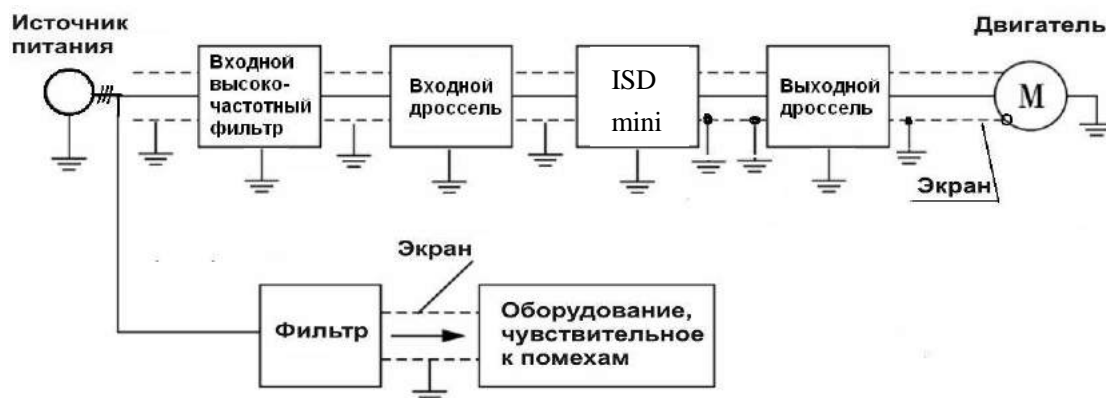 Источник
питания
Двигатель
Входной
высоко-
частотный
фильтр
Входной
дроссель
ISD
mini
Выходной
дроссель
М
Экран
Экран
Фильтр
Оборудование,
чувствительное
к помехам